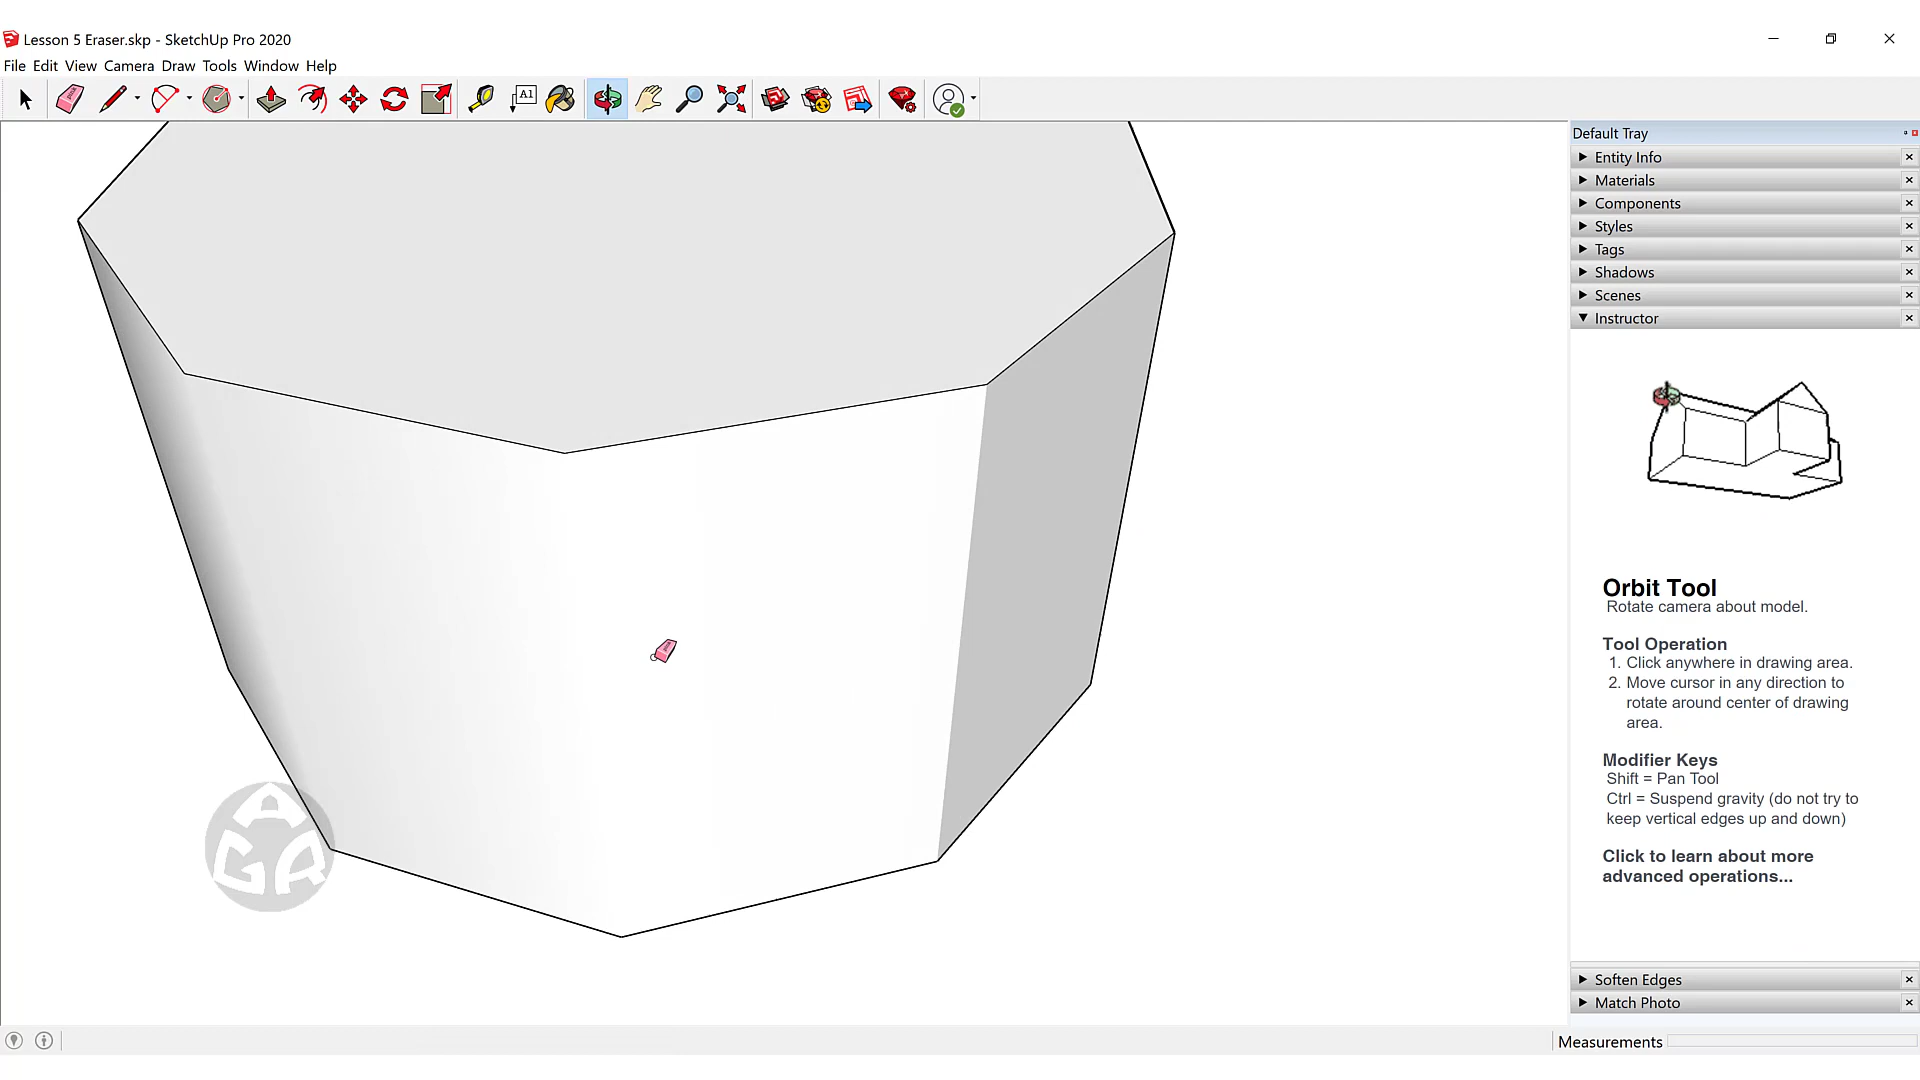 Lesson 5 Eraser.skp - SketchUp Pro 2020
File Edit View Camera Draw Tools Window Help
A1
Default Tray
Entity Info
Materials
Components
Styles
Tags
Shadows
Scenes
Instructor
Orbit Tool
Rotate camera about model.
Tool Operation
1. Click anywhere in drawing area.
2. Move cursor in any direction to
rotate around center of drawing
area.
Modifier Keys
Shift = Pan Tool
Ctrl = Suspend gravity (do not try to
keep vertical edges up and down)
Click to learn about more
advanced operations...
AGR
Soften Edges
Match Photo
Measurements